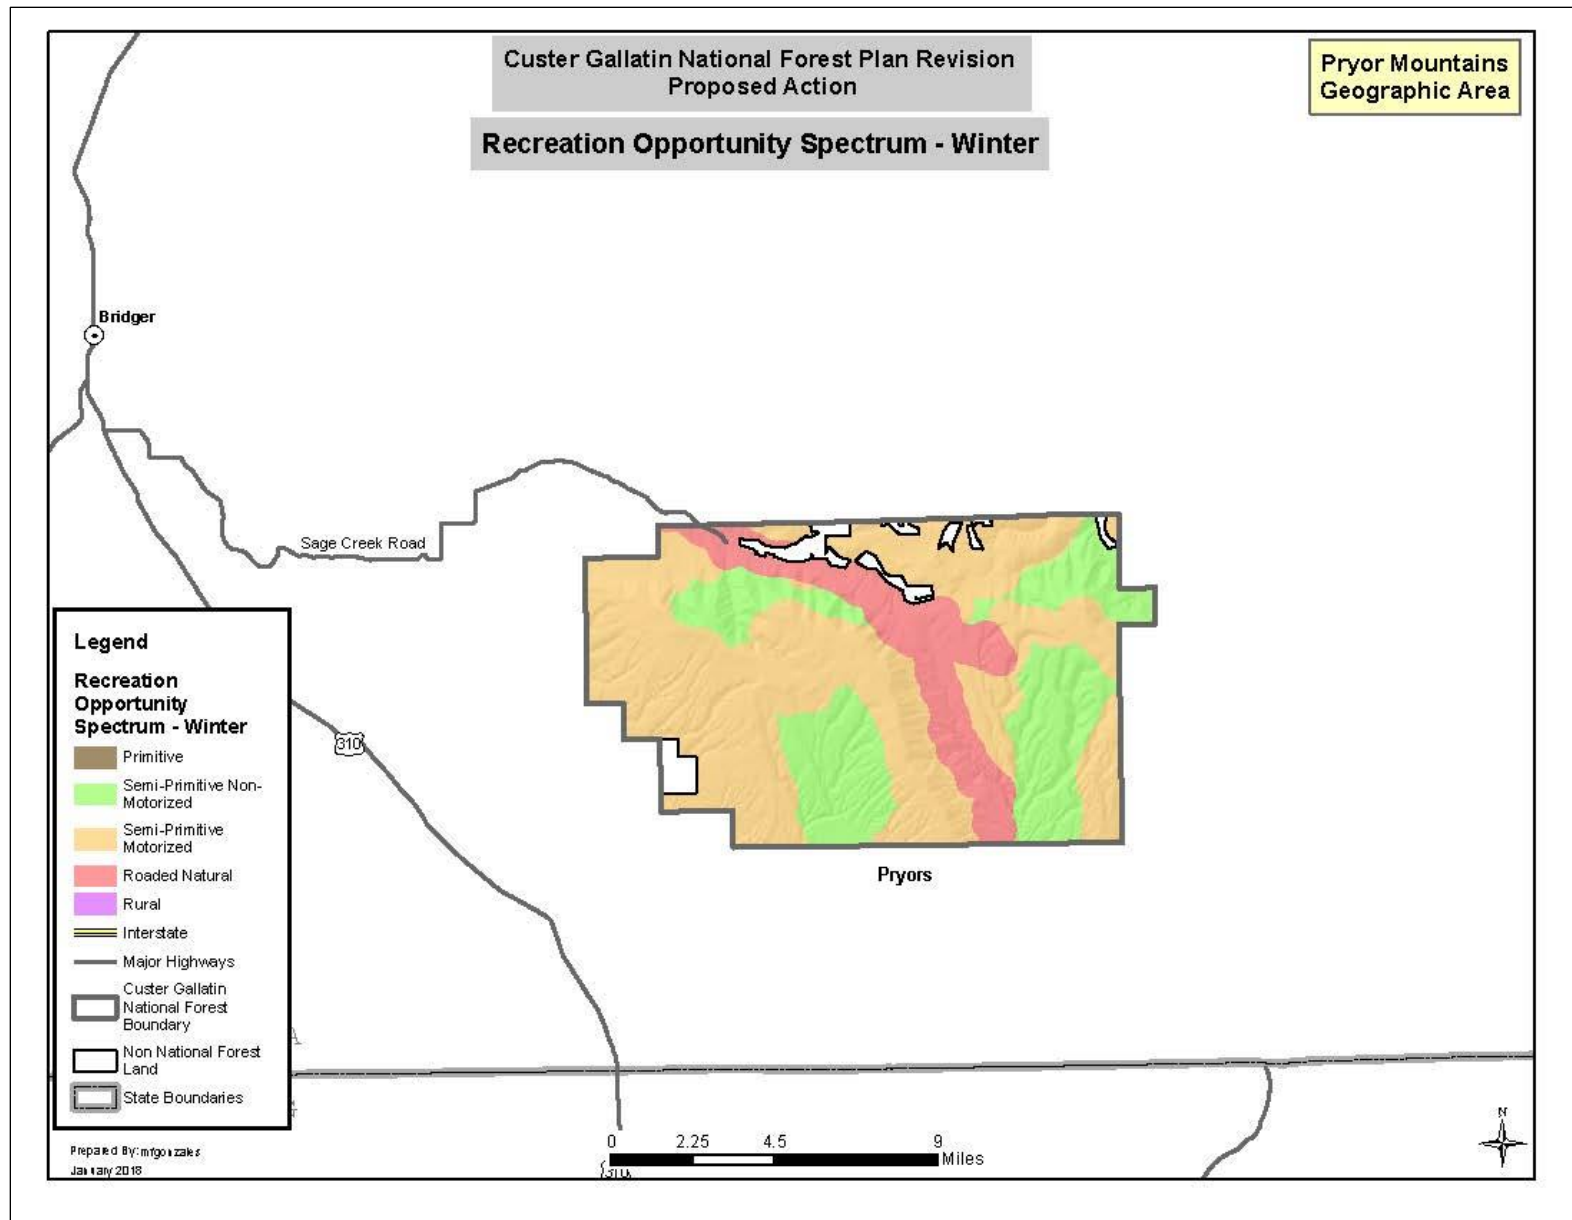 Custer Gallatin National Forest Plan Revision
Proposed Action
Recreation Opportunity Spectrum - Winter
Pryor Mountains
Geographic Area
Bridger
Sage Creek Road
310
Pryors
Legend
Recreation
Opportunity
Spectrum - Winter
Primitive
Semi-Primitive Non-
Motorized
Semi-Primitive
Motorized
Roaded Natural
Rural
Interstate
Major Highways
Custer Gallatin
National Forest
Boundary
Non National Forest
Land
State Boundaries
Prepared By: mfgonzales
January 2018
0 2.25 4.5 9
Miles
N